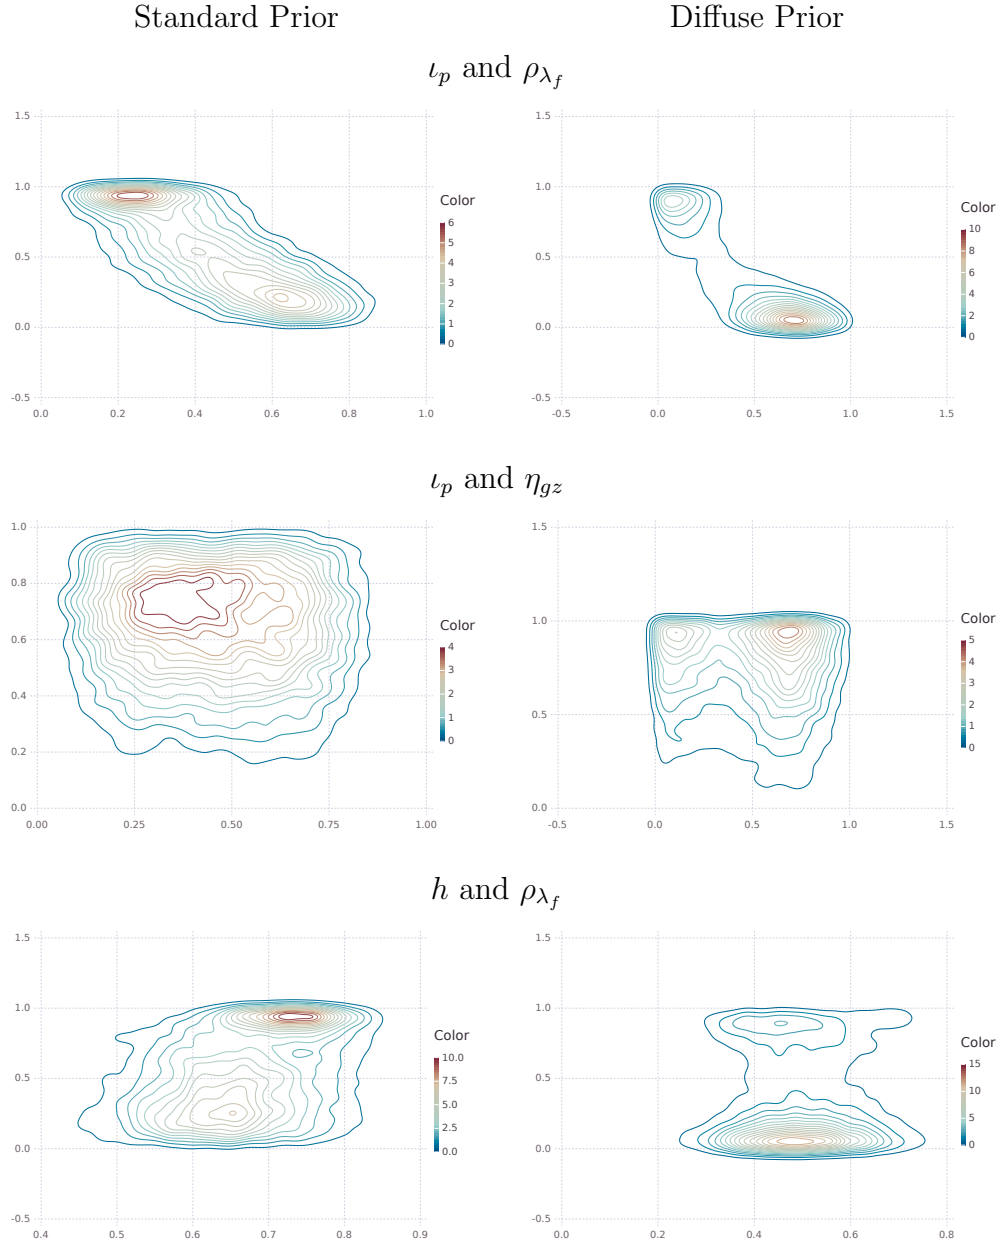 Standard Prior Diffuse Prior
ι_p and ρ_{λ_f}
1.5 1.0 0.5 0.0 -0.5
0.0 0.2 0.4 0.6 0.8 1.0
Color
6 5 4 3 2 1 0
1.5 1.0 0.5 0.0 -0.5
-0.5 0.0 0.5 1.0 1.5
Color
10 8 6 4 2 0
ι_p and η_{gz}
1.0 0.8 0.6 0.4 0.2 0.0
0.00 0.25 0.50 0.75 1.00
Color
4 3 2 1 0
1.5 1.0 0.5 0.0
-0.5 0.0 0.5 1.0 1.5
Color
5 4 3 2 1 0
h and ρ_{λ_f}
1.5 1.0 0.5 0.0 -0.5
0.4 0.5 0.6 0.7 0.8 0.9
Color
10.0 7.5 5.0 2.5 0.0
1.5 1.0 0.5 0.0 -0.5
0.0 0.2 0.4 0.6 0.8
Color
15 10 5 0